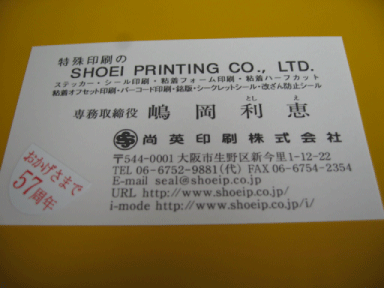 特殊印刷の
SHOEI PRINTING CO., LTD.
ステッカー・シール印刷・粘着フォーム印刷・粘着ハーフカット
粘着オフセット印刷・バーコード印刷・銘版・シークレットシール・改ざん防止シール
とし え
専務取締役 嶋岡利恵
尚英印刷株式会社
〒544-0001 大阪市生野区新今里1-12-22
TEL 06-6752-9881(代) FAX 06-6754-2354
E-mail seal@shoeip.co.jp
URL http://www.shoeip.co.jp/
i-mode http://www.shoeip.co.jp/i/
おかげさまで
57周年